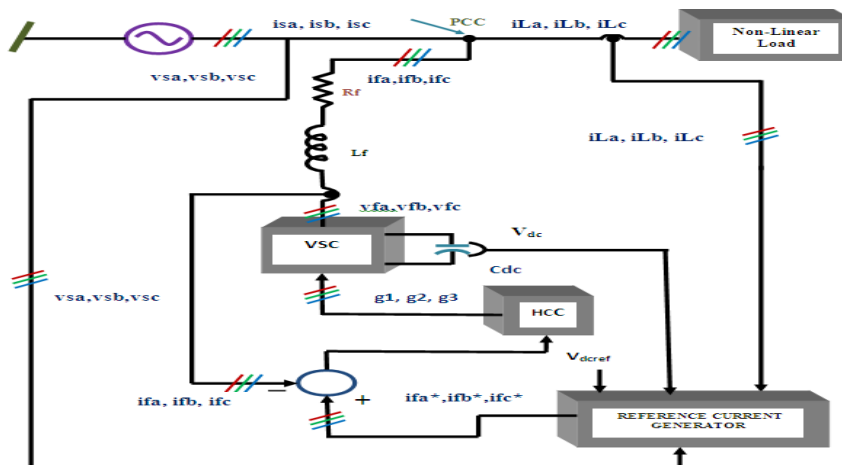 isa, isb, isc
PCC
iLa, iLb, iLc
Non-Linear
Load
vsa,vsb,vsc
ifa,ifb,ifc
Rf
Lf
iLa, iLb, iLc
vfa,vfb,vfc
VSC
Vdc
Cdc
vsa,vsb,vsc
g1, g2, g3
HCC
Vdcref
−
+
ifa, ifb, ifc
ifa*,ifb*,ifc*
REFERENCE CURRENT
GENERATOR